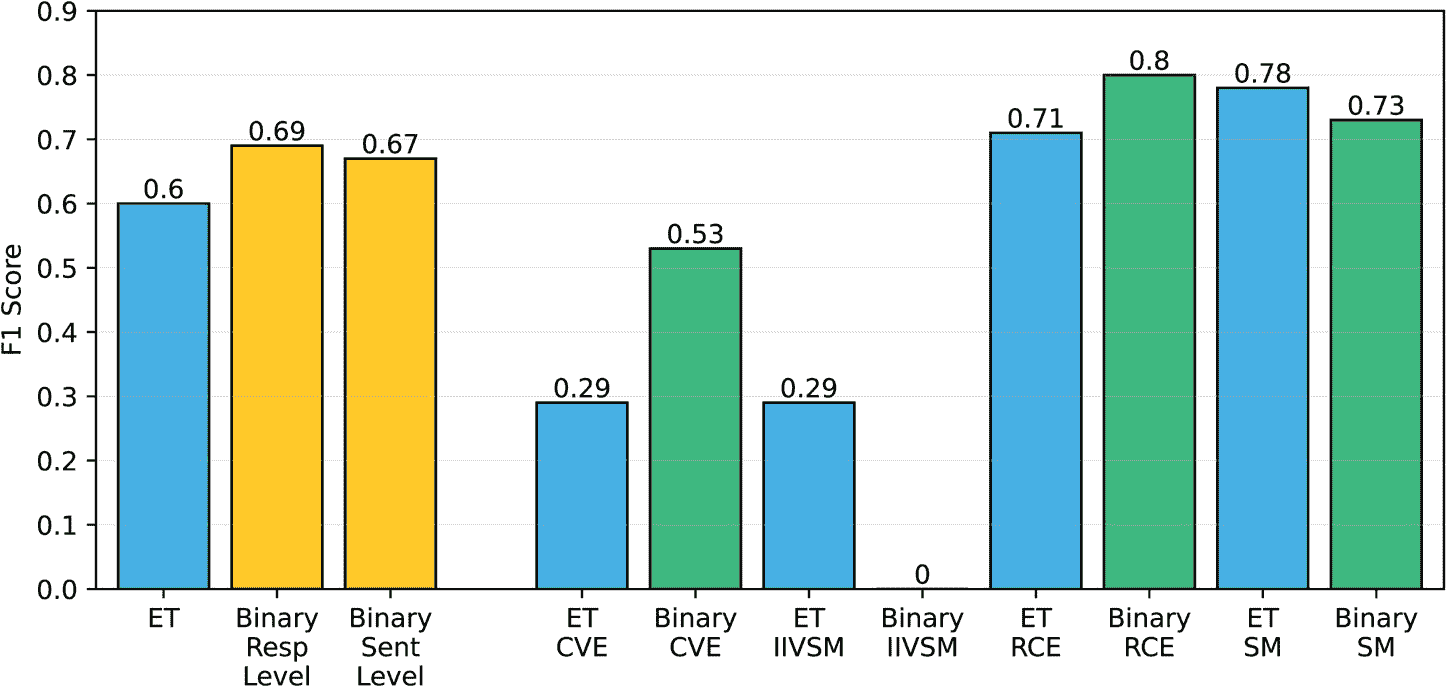 F1 Score
0.9
0.8
0.7
0.6
0.5
0.4
0.3
0.2
0.1
0.0
0.6
0.69
0.67
0.29
0.53
0.29
0
0.71
0.8
0.78
0.73
ET
Binary
Resp
Level
Binary
Sent
Level
ET
CVE
Binary
CVE
ET
IIVSM
Binary
IIVSM
ET
RCE
Binary
RCE
ET
SM
Binary
SM